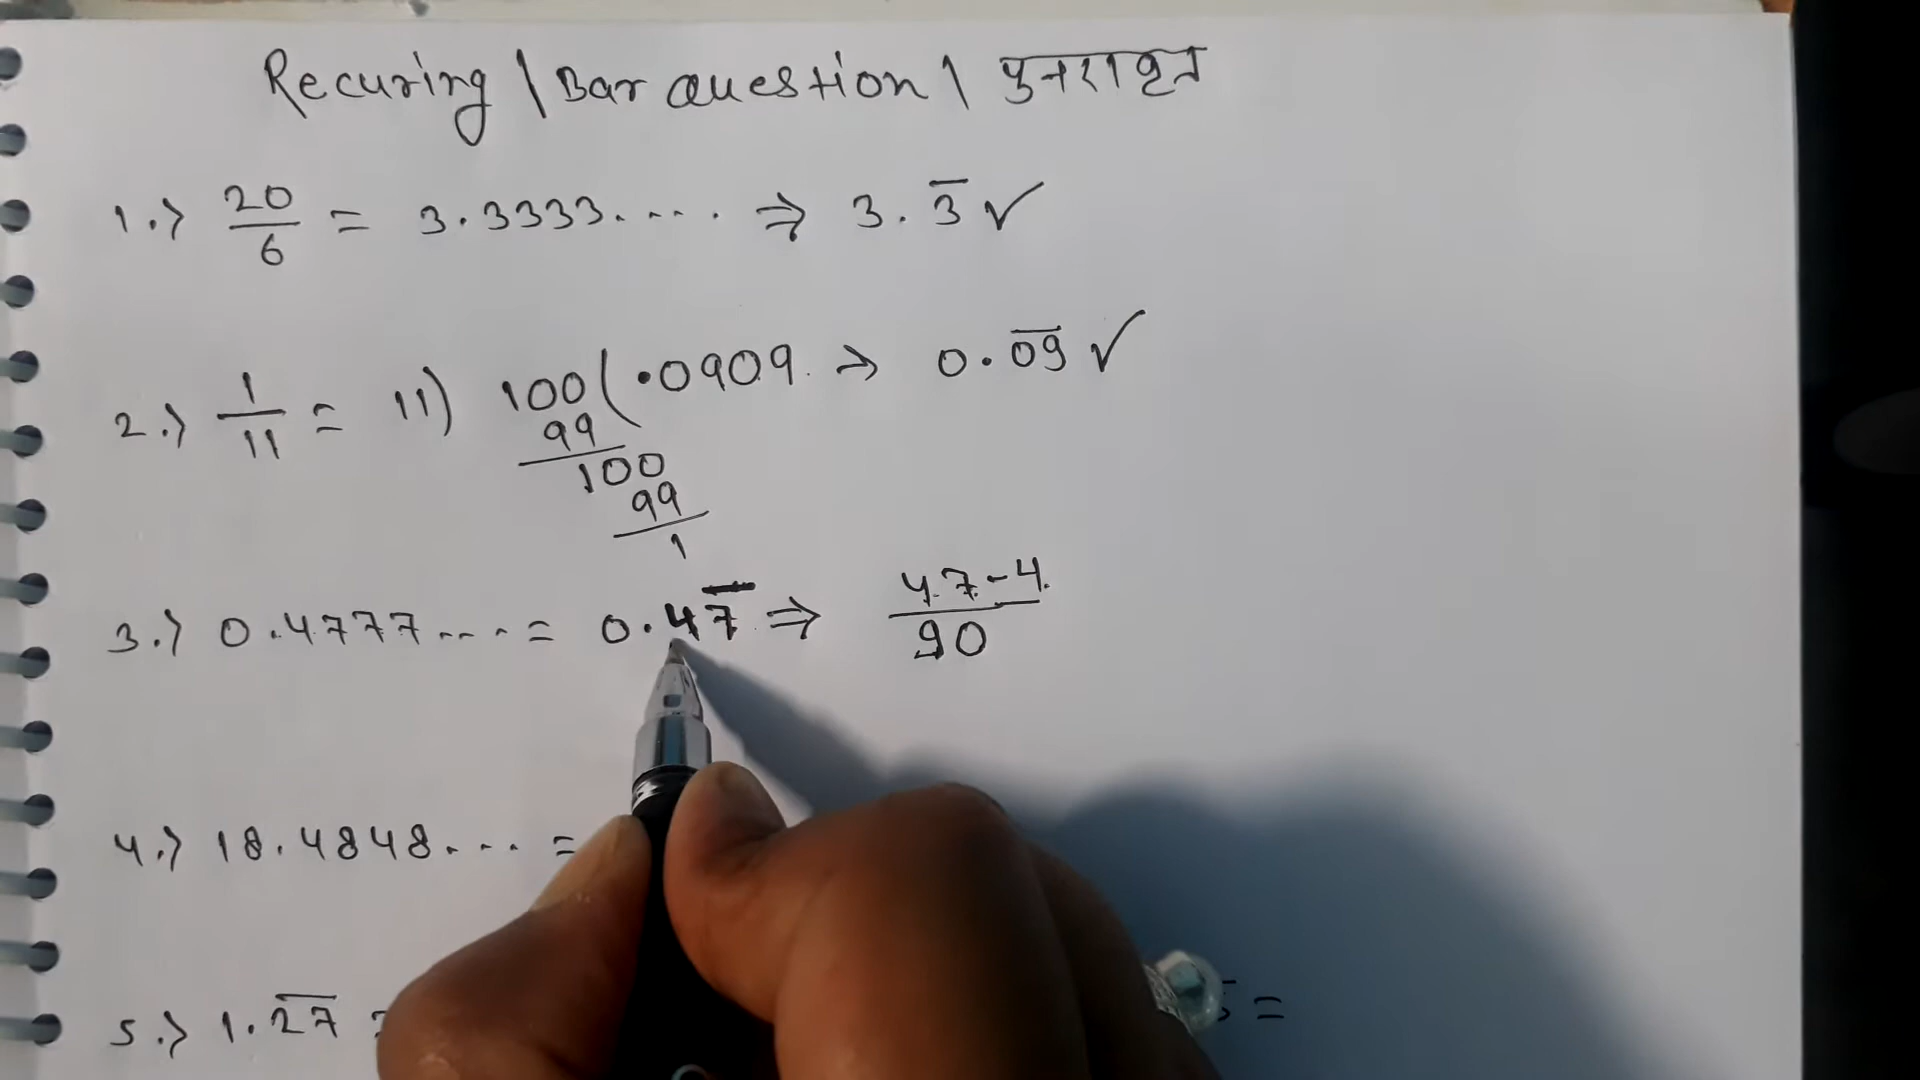 Recuring \ Bar Question \ पुनरावृत
1.> 20/6 = 3.3333..... ⇒ 3.3̅ ✓
2.> 1/11 = 11) 100 ( .0909. → 0.0̅9̅ ✓
99
100
99
1
3.> 0.4777.... = 0.47̅ ⇒ 47-4/90
4.> 18.4848.... =
5.> 1.2̅7̅ =